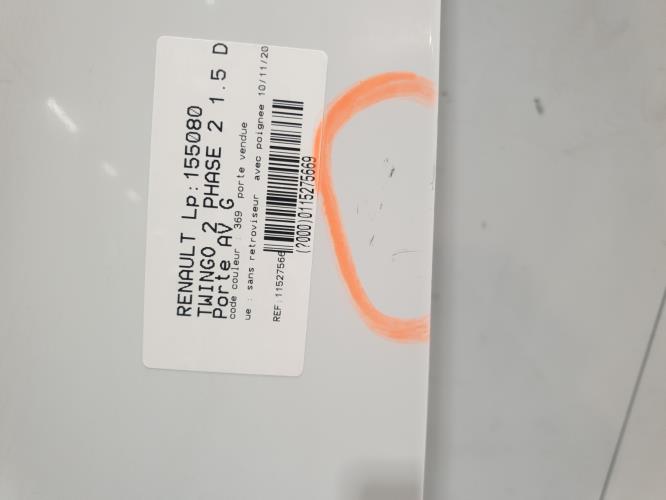 RENAULT Lp:155080
TWINGO 2 PHASE 2 1.5 D
Porte AV G
code couleur : 369 porte vendue
ue : sans retroviseur avec poignee 10/11/20
REF:11527566
(?000)0115275669